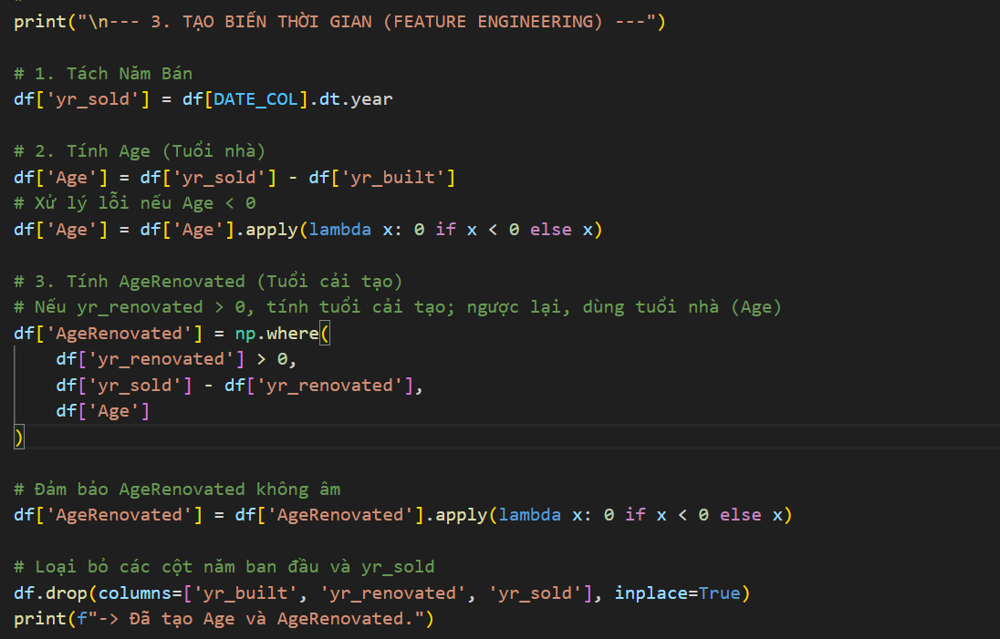 print("\n--- 3. TẠO BIẾN THỜI GIAN (FEATURE ENGINEERING) ---")
# 1. Tách Năm Bán
df['yr_sold'] = df[DATE_COL].dt.year
# 2. Tính Age (Tuổi nhà)
df['Age'] = df['yr_sold'] - df['yr_built']
# Xử lý lỗi nếu Age < 0
df['Age'] = df['Age'].apply(lambda x: 0 if x < 0 else x)
# 3. Tính AgeRenovated (Tuổi cải tạo)
# Nếu yr_renovated > 0, tính tuổi cải tạo; ngược lại, dùng tuổi nhà (Age)
df['AgeRenovated'] = np.where(
    df['yr_renovated'] > 0,
    df['yr_sold'] - df['yr_renovated'],
    df['Age']
)
# Đảm bảo AgeRenovated không âm
df['AgeRenovated'] = df['AgeRenovated'].apply(lambda x: 0 if x < 0 else x)
# Loại bỏ các cột năm ban đầu và yr_sold
df.drop(columns=['yr_built', 'yr_renovated', 'yr_sold'], inplace=True)
print(f"-> Đã tạo Age và AgeRenovated.")